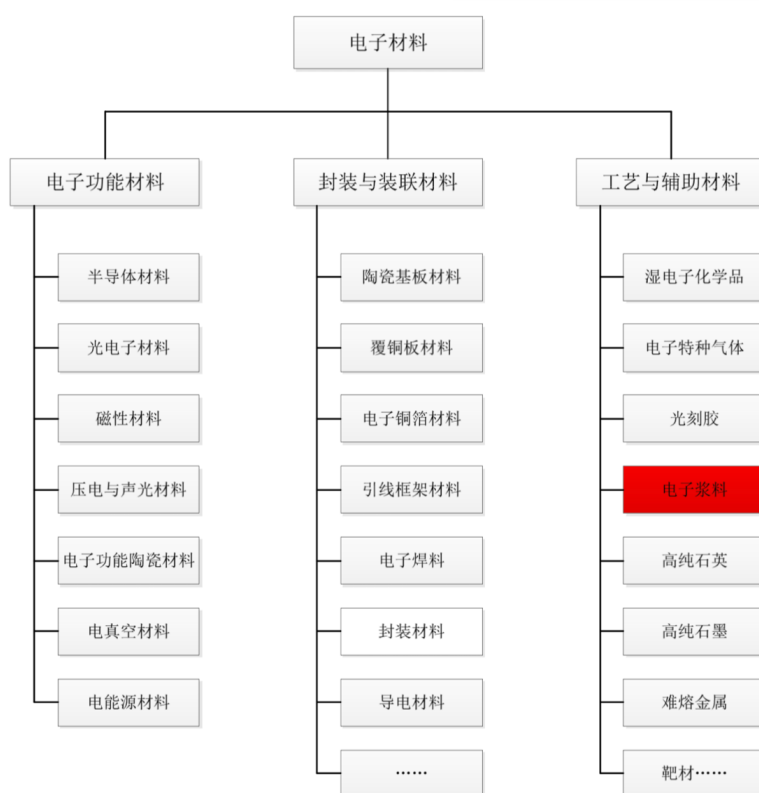 电子材料
电子功能材料
封装与装联材料
工艺与辅助材料
半导体材料
陶瓷基板材料
湿电子化学品
光电子材料
覆铜板材料
电子特种气体
磁性材料
电子铜箔材料
光刻胶
压电与声光材料
引线框架材料
电子浆料
电子功能陶瓷材料
电子焊料
高纯石英
电真空材料
封装材料
高纯石墨
电能源材料
导电材料
难熔金属
……
靶材……